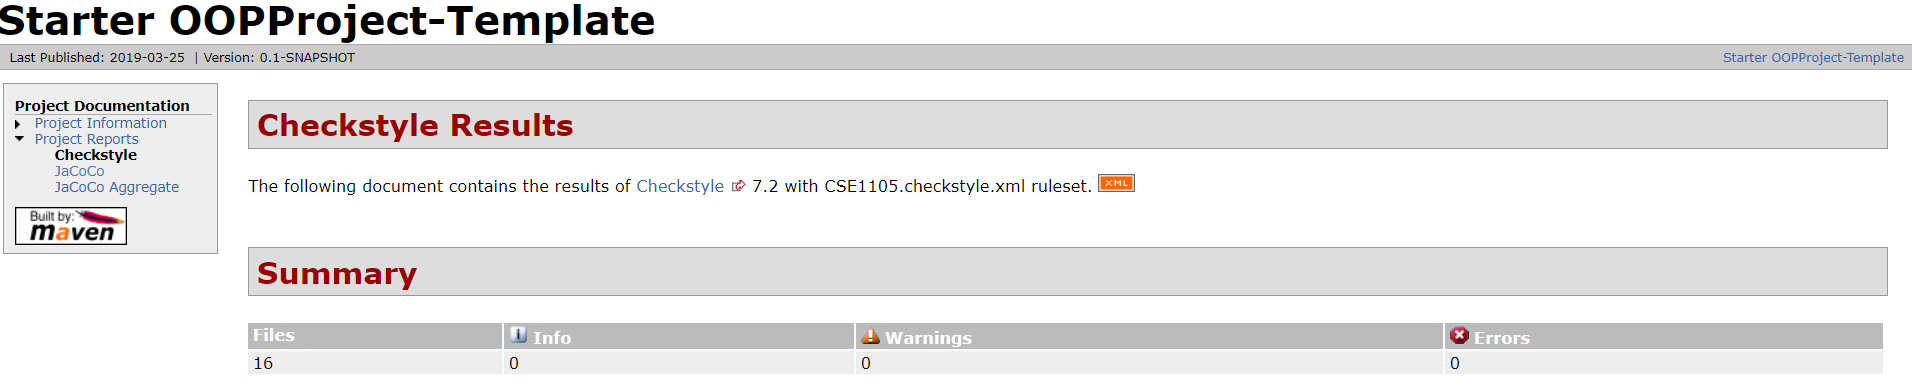 Starter OOPProject-Template
Last Published: 2019-03-25 | Version: 0.1-SNAPSHOT
Starter OOPProject-Template
Project Documentation
Project Information
Project Reports
Checkstyle
JaCoCo
JaCoCo Aggregate
Built by:
maven
Checkstyle Results
The following document contains the results of Checkstyle 7.2 with CSE1105.checkstyle.xml ruleset. XML
Summary
Files Info Warnings Errors
16 0 0 0